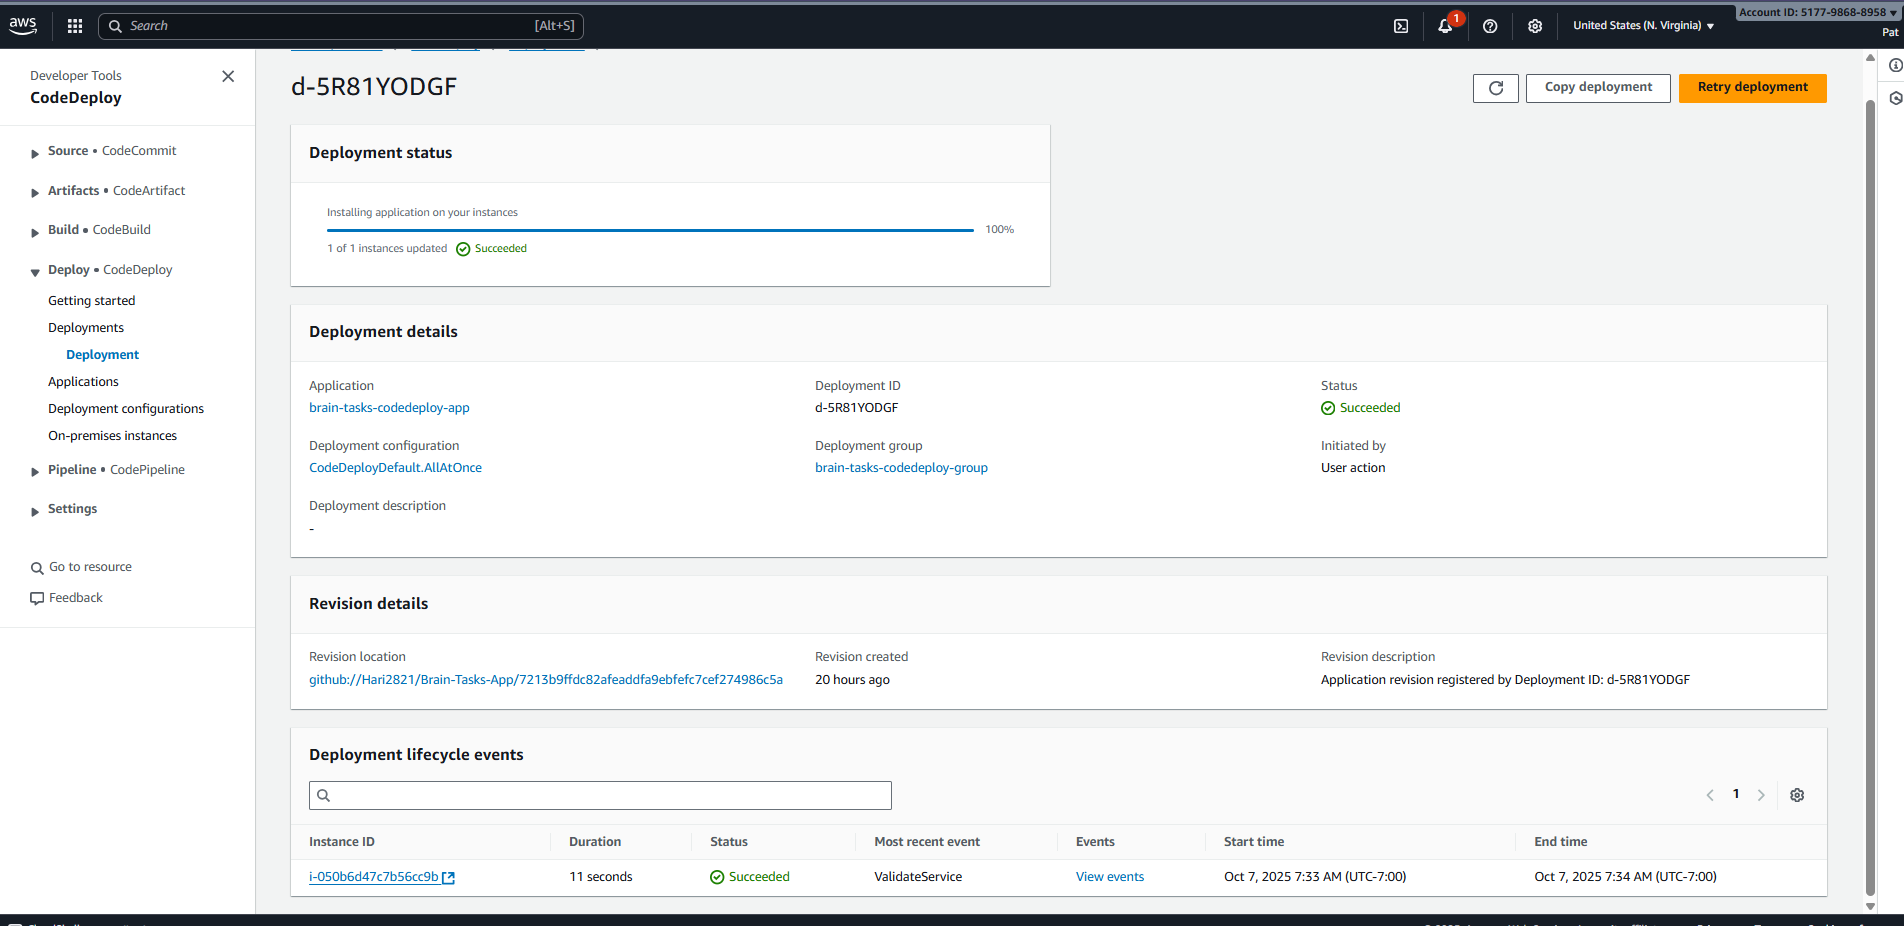 aws
Search
[Alt+S]
1
United States (N. Virginia)
Account ID: 5177-9868-8958
Pat
Developer Tools
CodeDeploy
Source • CodeCommit
Artifacts • CodeArtifact
Build • CodeBuild
Deploy • CodeDeploy
Getting started
Deployments
Deployment
Applications
Deployment configurations
On-premises instances
Pipeline • CodePipeline
Settings
Go to resource
Feedback
d-5R81YODGF
Copy deployment
Retry deployment
Deployment status
Installing application on your instances
100%
1 of 1 instances updated Succeeded
Deployment details
Application
brain-tasks-codedeploy-app
Deployment ID
d-5R81YODGF
Status
Succeeded
Deployment configuration
CodeDeployDefault.AllAtOnce
Deployment group
brain-tasks-codedeploy-group
Initiated by
User action
Deployment description
-
Revision details
Revision location
github://Hari2821/Brain-Tasks-App/7213b9ffdc82afeaddfa9ebfefc7cef274986c5a
Revision created
20 hours ago
Revision description
Application revision registered by Deployment ID: d-5R81YODGF
Deployment lifecycle events
1
Instance ID Duration Status Most recent event Events Start time End time
i-050b6d47c7b56cc9b 11 seconds Succeeded ValidateService View events Oct 7, 2025 7:33 AM (UTC-7:00) Oct 7, 2025 7:34 AM (UTC-7:00)